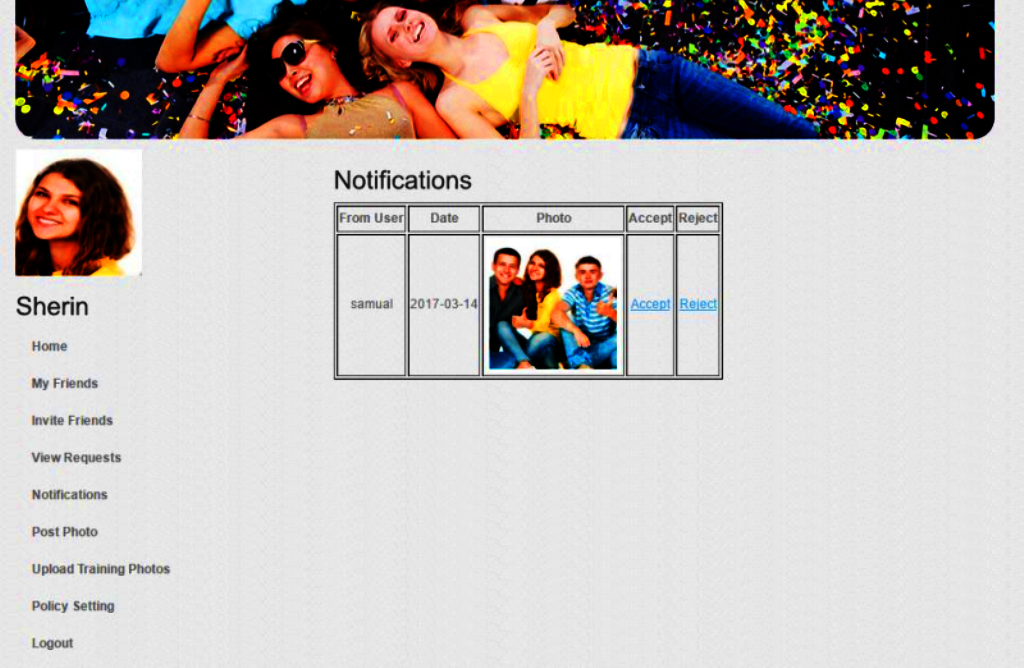 Sherin
Home
My Friends
Invite Friends
View Requests
Notifications
Post Photo
Upload Training Photos
Policy Setting
Logout
Notifications
From User Date Photo Accept Reject
samual 2017-03-14 Accept Reject